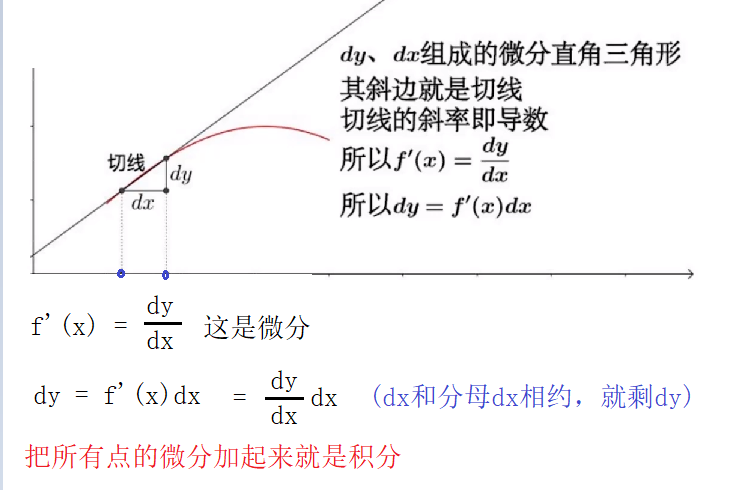 dy、dx组成的微分直角三角形
其斜边就是切线
切线的斜率即导数
所以f′(x) = dy/dx
所以dy = f′(x)dx
切线
dy
dx
f'(x) = dy/dx 这是微分
dy = f'(x)dx = dy/dx dx (dx和分母dx相约，就剩dy)
把所有点的微分加起来就是积分